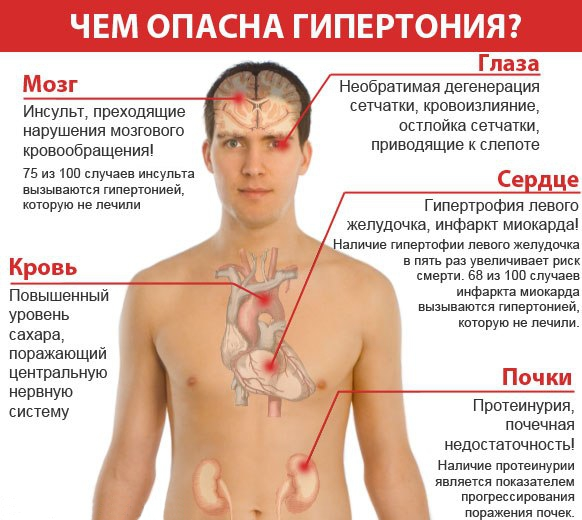 ЧЕМ ОПАСНА ГИПЕРТОНИЯ?
Мозг
Инсульт, преходящие
нарушения мозгового
кровообращения!
75 из 100 случаев инсульта
вызываются гипертонией,
которую не лечили
Глаза
Необратимая дегенерация
сетчатки, кровоизлияние,
остлойка сетчатки,
приводящие к слепоте
Сердце
Гипертрофия левого
желудочка, инфаркт миокарда!
Наличие гипертофии левого желудочка
в пять раз увеличивает риск
смерти. 68 из 100 случаев
инфаркта миокарда
вызываются гипертонией,
которую не лечили.
Кровь
Повышенный
уровень
сахара,
поражающий
центральную
нервную
систему
Почки
Протеинурия,
почечная
недостаточность!
Наличие протеинурии
является показателем
прогрессирования
поражения почек.